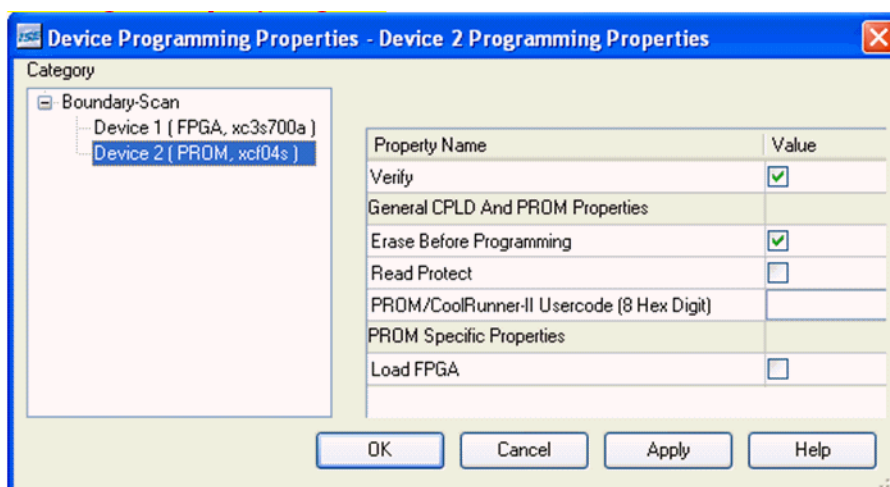 ISE Device Programming Properties - Device 2 Programming Properties
Category
Boundary-Scan
Device 1 ( FPGA, xc3s700a )
Device 2 ( PROM, xcf04s )
Property Name Value
Verify
General CPLD And PROM Properties
Erase Before Programming
Read Protect
PROM/CoolRunner-II Usercode (8 Hex Digit)
PROM Specific Properties
Load FPGA
OK Cancel Apply Help